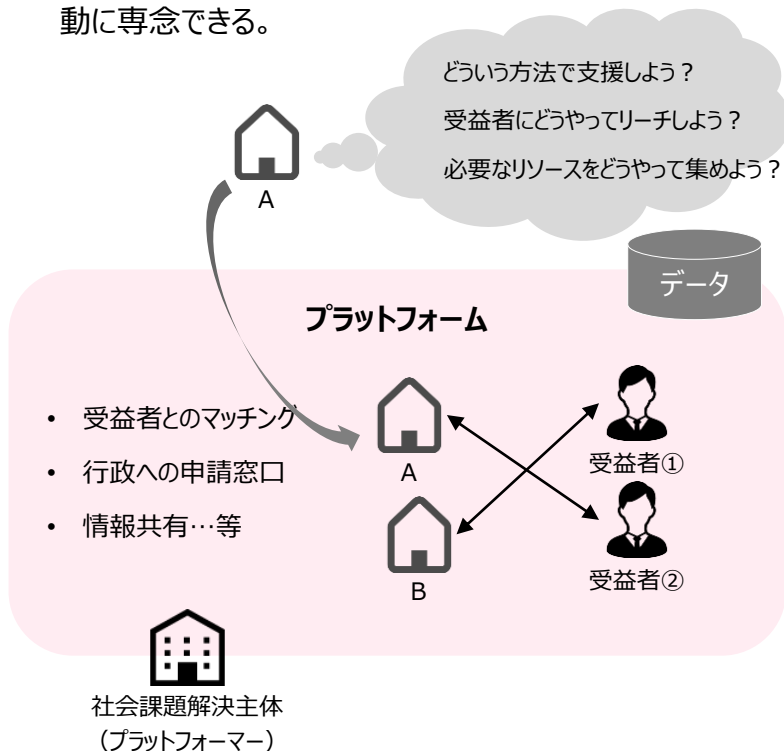 動に専念できる。
どういう方法で支援しよう？
受益者にどうやってリーチしよう？
必要なリソースをどうやって集めよう？
A
データ
プラットフォーム
• 受益者とのマッチング
• 行政への申請窓口
• 情報共有…等
A
受益者①
B
受益者②
社会課題解決主体
（プラットフォーマー）